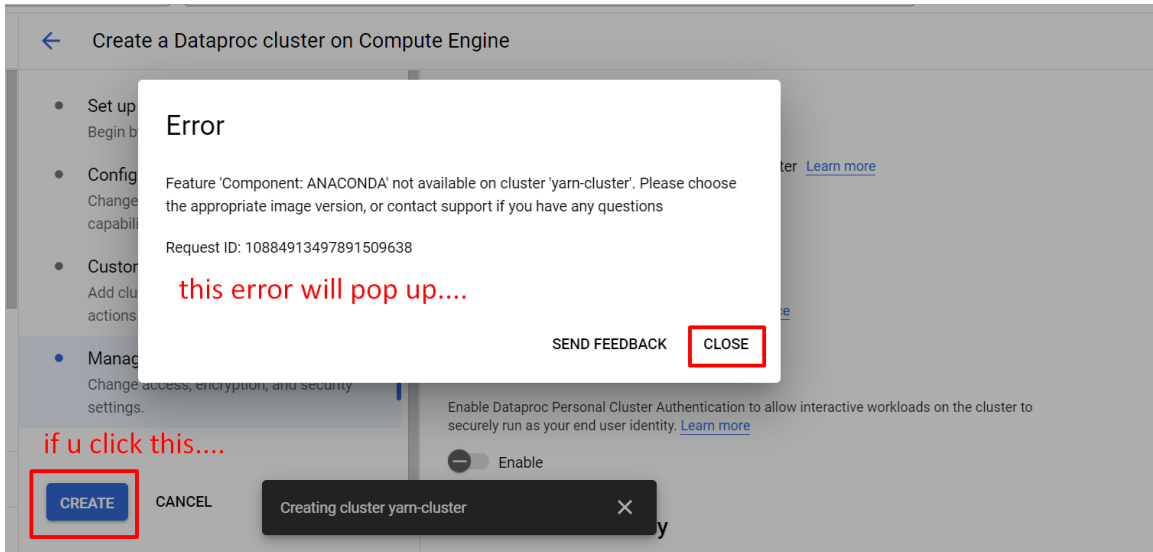 Create a Dataproc cluster on Compute Engine
Set up
Begin b
Error
Config
Change
capabili
Feature 'Component: ANACONDA' not available on cluster 'yarn-cluster'. Please choose
the appropriate image version, or contact support if you have any questions
ter Learn more
Request ID: 10884913497891509638
Custor
Add clu
actions
this error will pop up....
ce
SEND FEEDBACK CLOSE
Manag
Change access, encryption, and security
settings.
Enable Dataproc Personal Cluster Authentication to allow interactive workloads on the cluster to
securely run as your end user identity. Learn more
Enable
if u click this....
CREATE CANCEL
Creating cluster yarn-cluster
y